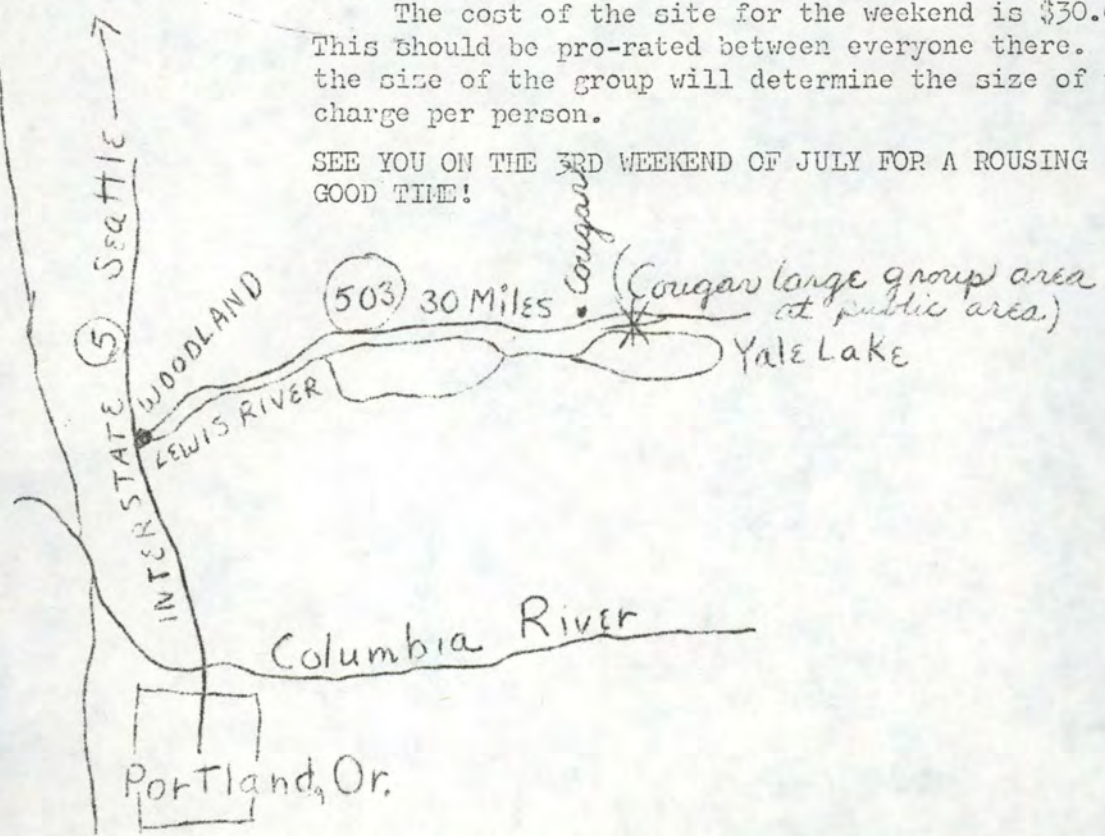 The cost of the site for the weekend is $30.
This should be pro-rated between everyone there.
the size of the group will determine the size of
charge per person.
SEE YOU ON THE 3RD WEEKEND OF JULY FOR A ROUSING
GOOD TIME!
SEATTLE
5
INTERSTATE
WOODLAND
LEWIS RIVER
503 30 MILES
Cougar
(Cougar large group area
at public area)
Yale Lake
Columbia River
Portland, Or.